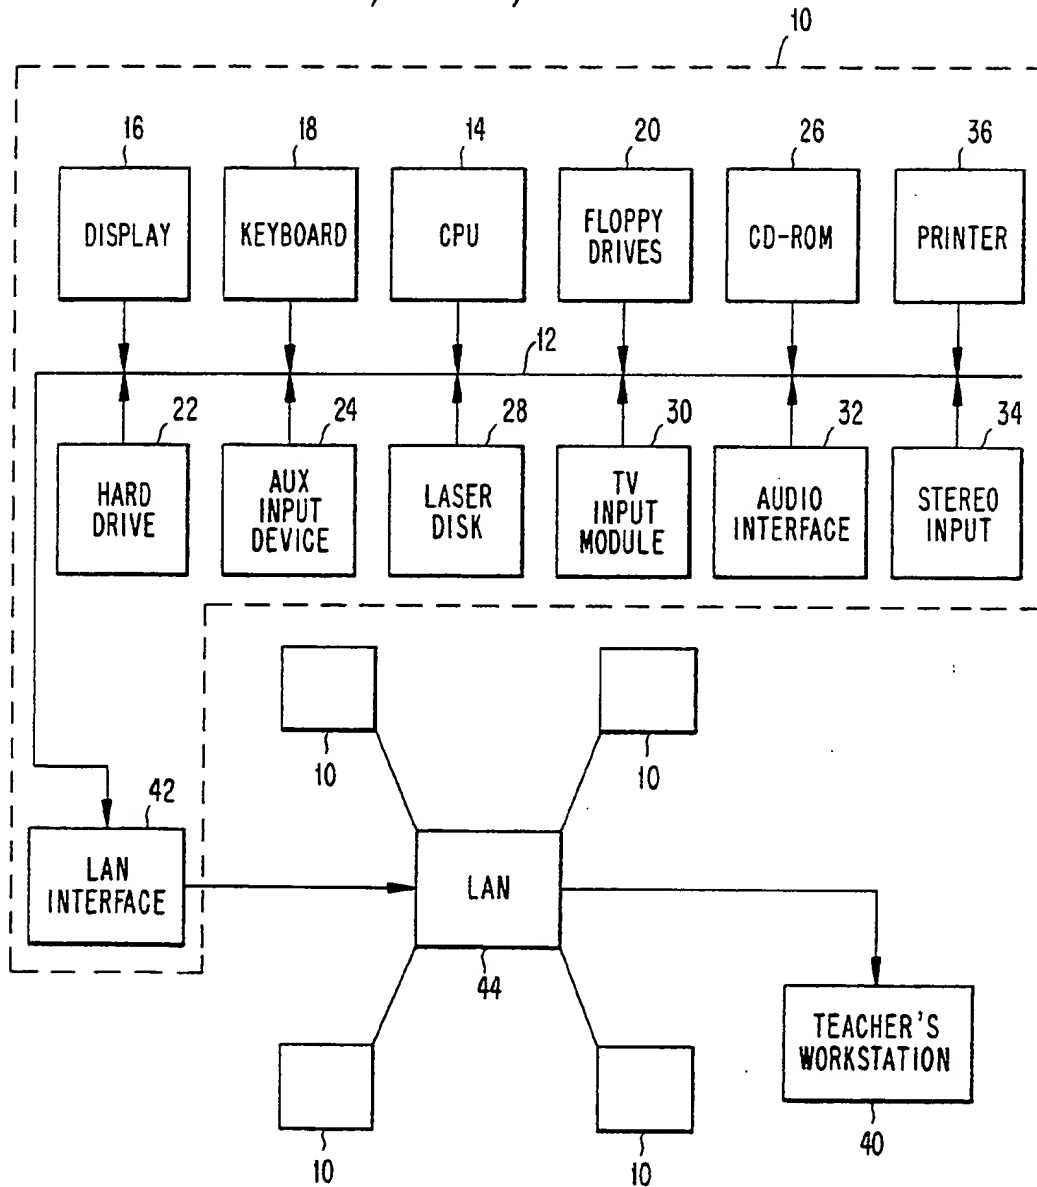 10
16 18 14 20 26 36
DISPLAY KEYBOARD CPU FLOPPY DRIVES CD-ROM PRINTER
12
22 24 28 30 32 34
HARD DRIVE
AUX INPUT DEVICE
LASER DISK
TV INPUT MODULE
AUDIO INTERFACE
STEREO INPUT
10 10
42
LAN INTERFACE
LAN
44
TEACHER'S
WORKSTATION
40
10 10